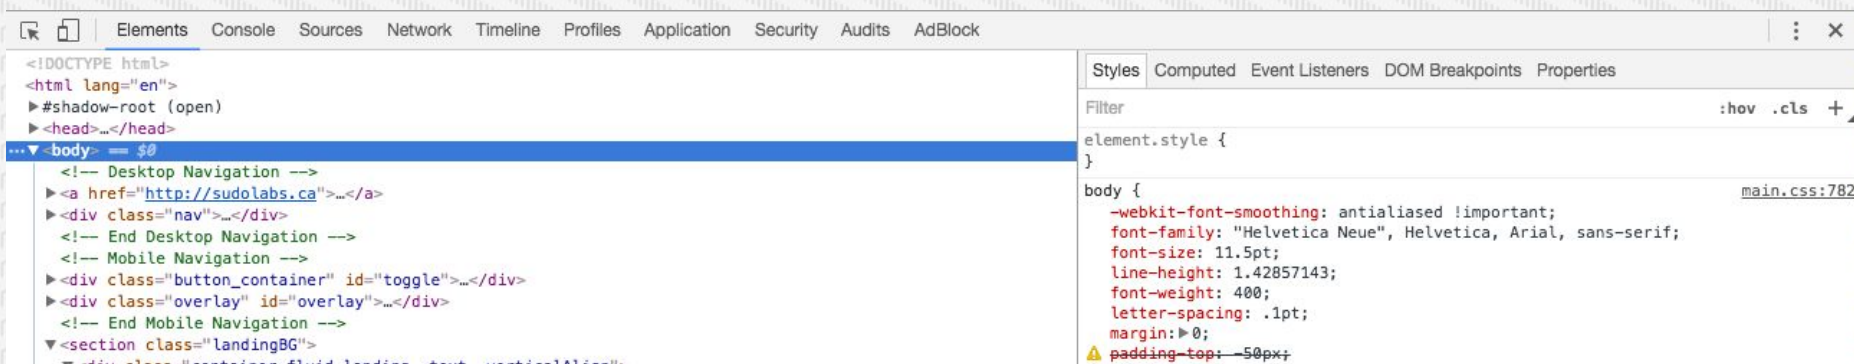 Elements Console Sources Network Timeline Profiles Application Security Audits AdBlock
<!DOCTYPE html>
<html lang="en">
#shadow-root (open)
<head>…</head>
<body> == $0
<!-- Desktop Navigation -->
<a href="http://sudolabs.ca">…</a>
<div class="nav">…</div>
<!-- End Desktop Navigation -->
<!-- Mobile Navigation -->
<div class="button_container" id="toggle">…</div>
<div class="overlay" id="overlay">…</div>
<!-- End Mobile Navigation -->
<section class="landingBG">
Styles Computed Event Listeners DOM Breakpoints Properties
Filter :hov .cls +
element.style {
}
body { main.css:782
-webkit-font-smoothing: antialiased !important;
font-family: "Helvetica Neue", Helvetica, Arial, sans-serif;
font-size: 11.5pt;
line-height: 1.42857143;
font-weight: 400;
letter-spacing: .1pt;
margin: 0;
padding-top: -50px;